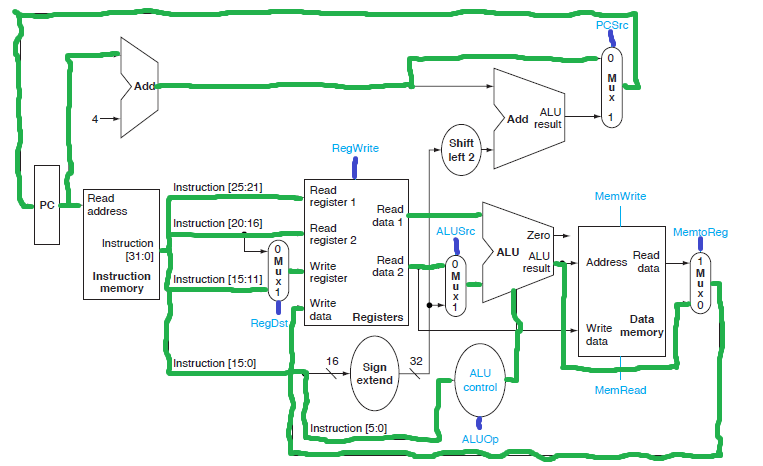 PCSrc
0
M
u
x
1
Add
4
Add
ALU
result
Shift
left 2
RegWrite
PC
Read
address
Instruction
[31:0]
Instruction
memory
Instruction [25:21]
Instruction [20:16]
Instruction [15:11]
Instruction [15:0]
0
M
u
x
1
RegDst
Read
register 1
Read
register 2
Write
register
Write
data
Read
data 1
Read
data 2
Registers
ALUSrc
0
M
u
x
1
Zero
ALU
ALU
result
MemWrite
Address
Read
data
Write
data
Data
memory
MemRead
MemtoReg
1
M
u
x
0
16
Sign
extend
32
ALU
control
Instruction [5:0]
ALUOp